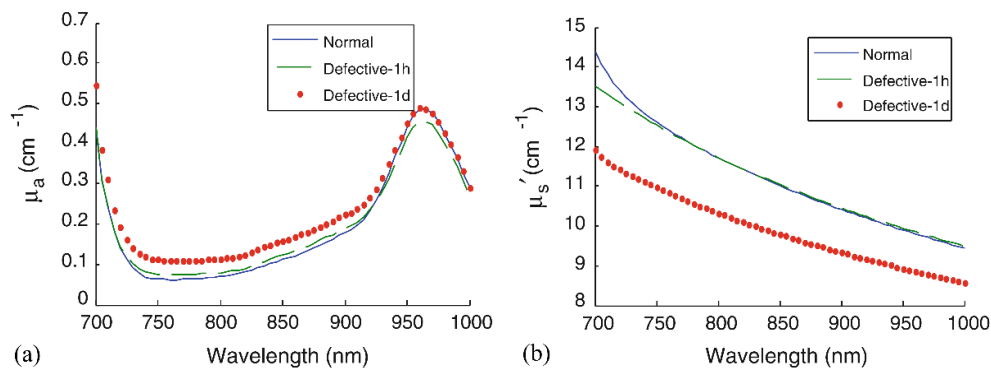 0.7
0.6
0.5
0.4
0.3
0.2
0.1
0
μa (cm -1)
Normal
Defective-1h
Defective-1d
700 750 800 850 900 950 1000
(a) Wavelength (nm)
15
14
13
12
11
10
9
8
μs′ (cm -1)
Normal
Defective-1h
Defective-1d
700 750 800 850 900 950 1000
(b) Wavelength (nm)